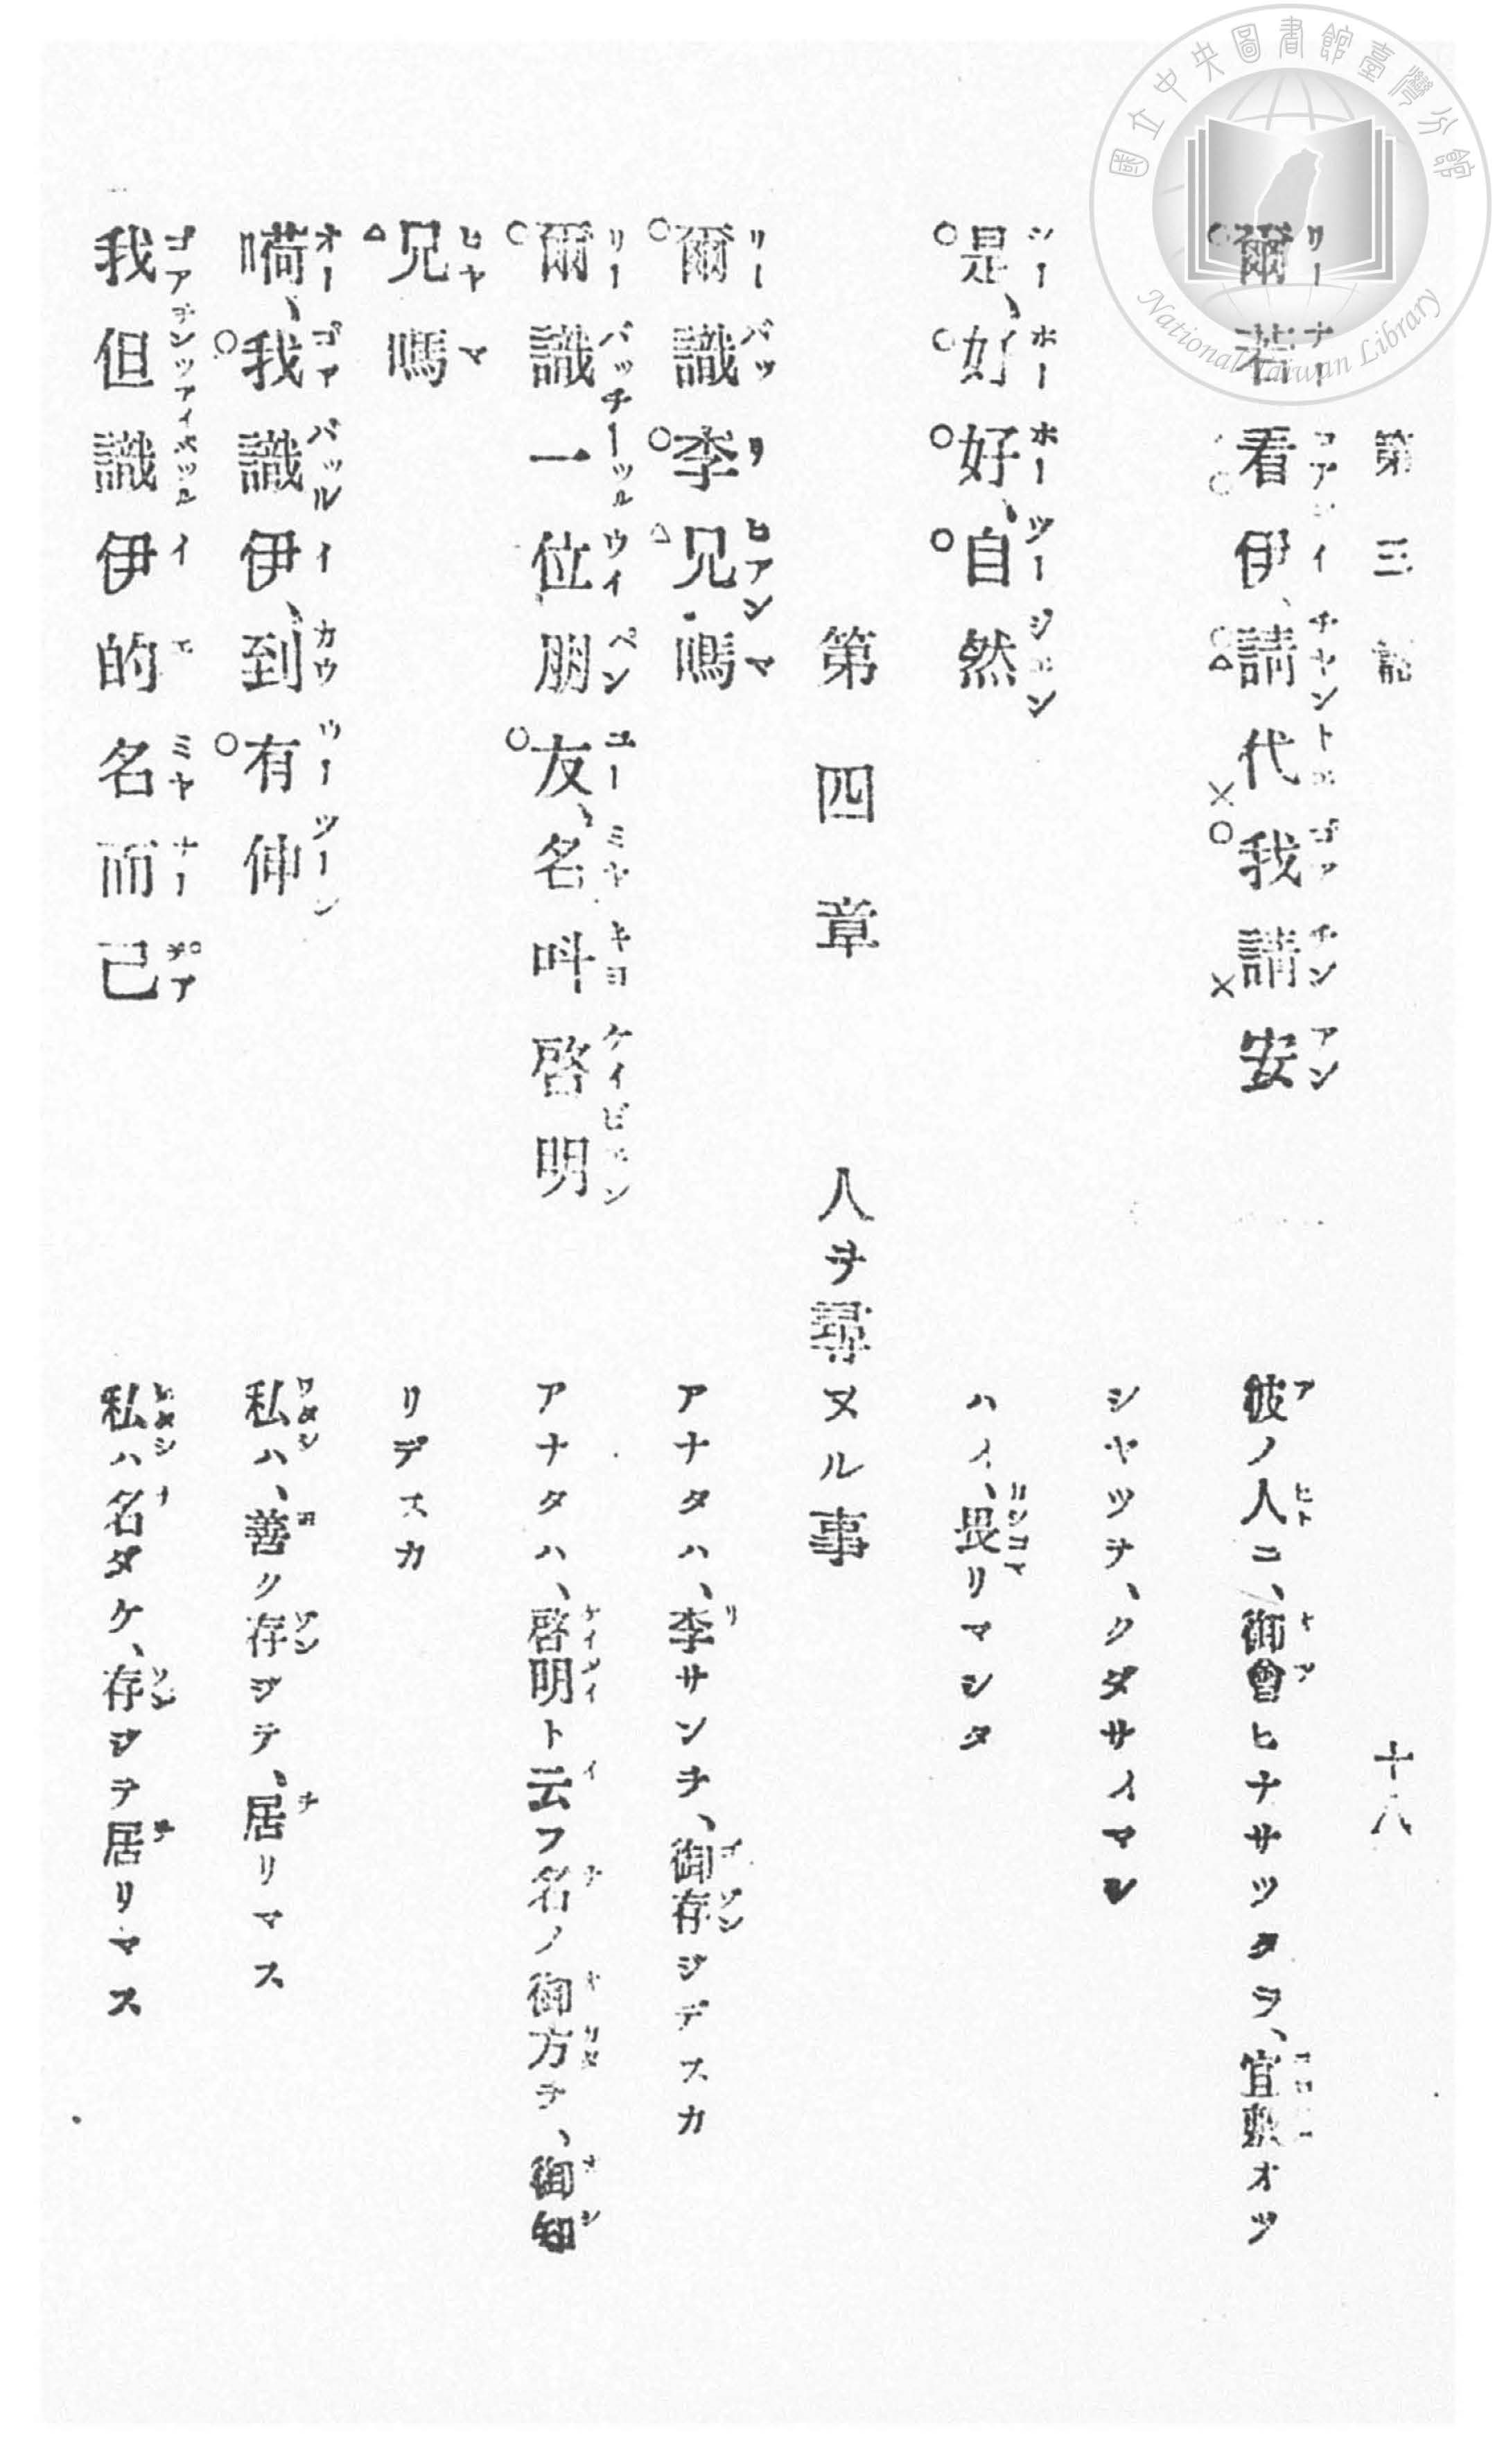 國立中央圖書館臺灣分館
National Taiwan Library
第三
十八
爾若看伊、請代我請安
彼ノ人ニ、御會ヒナサツタラ、宜敷オツ
シヤツテ、クダサイマシ
是、好好、自然
ハイ、畏リマシタ
第四章 人ヲ尋ヌル事
爾識李兄嗎
アナタハ、李サンヲ、御存ジデスカ
爾識一位朋友、名呌啓明
アナタハ、啓明ト云フ名ノ御方ヲ、御知
兄嗎
リデスカ
嗬、我識伊、到有伸
私ハ、善ク存ジテ、居リマス
我但識伊的名而已
私ハ名ダケ、存ジテ居リマス